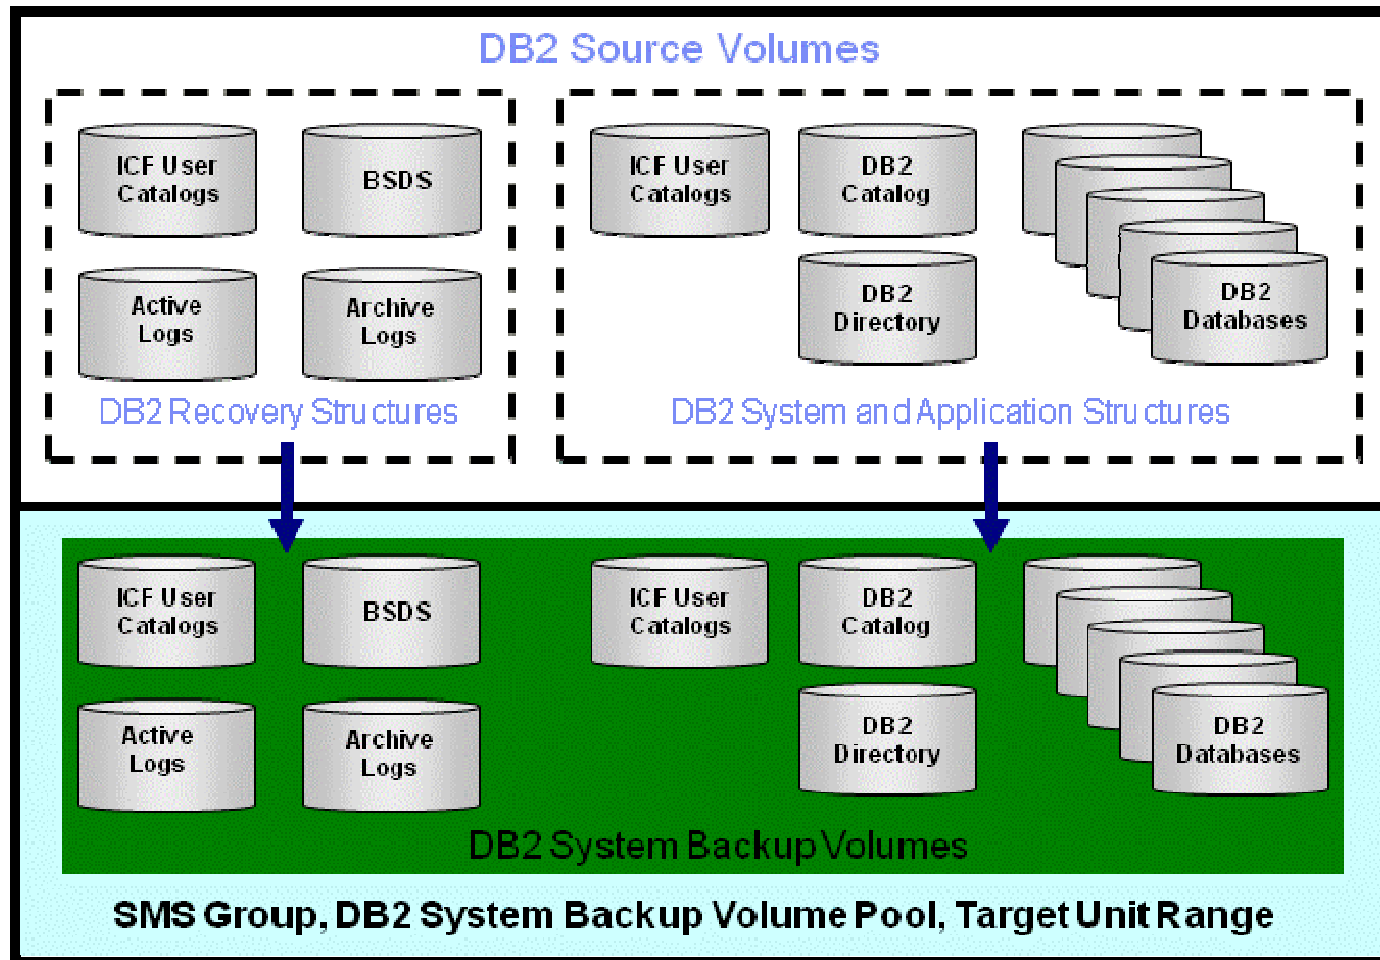 DB2 Source Volumes
ICF User
Catalogs
BSDS
Active
Logs
Archive
Logs
DB2 Recovery Structures
ICF User
Catalogs
DB2
Catalog
DB2
Directory
DB2
Databases
DB2 System and Application Structures
ICF User
Catalogs
BSDS
Active
Logs
Archive
Logs
ICF User
Catalogs
DB2
Catalog
DB2
Directory
DB2
Databases
DB2 System Backup Volumes
SMS Group, DB2 System Backup Volume Pool, Target Unit Range